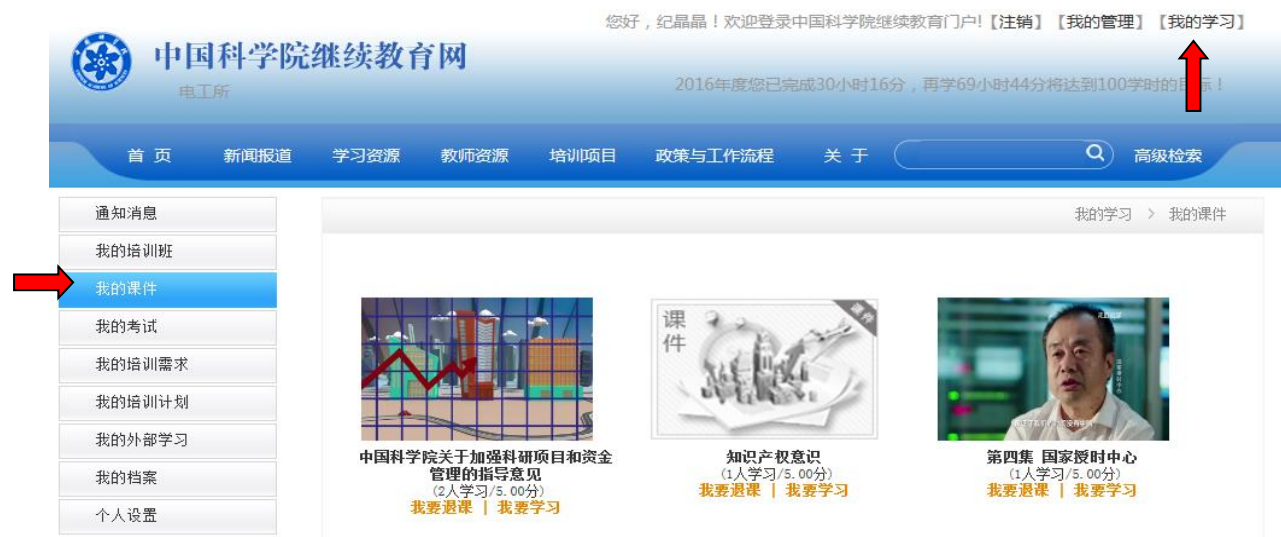 您好，纪晶晶！欢迎登录中国科学院继续教育门户!【注销】【我的管理】【我的学习】
中国科学院继续教育网
电工所
2016年度您已完成30小时16分，再学69小时44分将达到100学时的目标！
首 页 新闻报道 学习资源 教师资源 培训项目 政策与工作流程 关 于 高级检索
通知消息
我的学习 > 我的课件
我的培训班
我的课件
我的考试
我的培训需求
我的培训计划
我的外部学习
我的档案
个人设置
课件
课件
中国科学院关于加强科研项目和资金
管理的指导意见
(2人学习/5.00分)
我要退课 | 我要学习
知识产权意识
(1人学习/5.00分)
我要退课 | 我要学习
第四集 国家授时中心
(1人学习/5.00分)
我要退课 | 我要学习